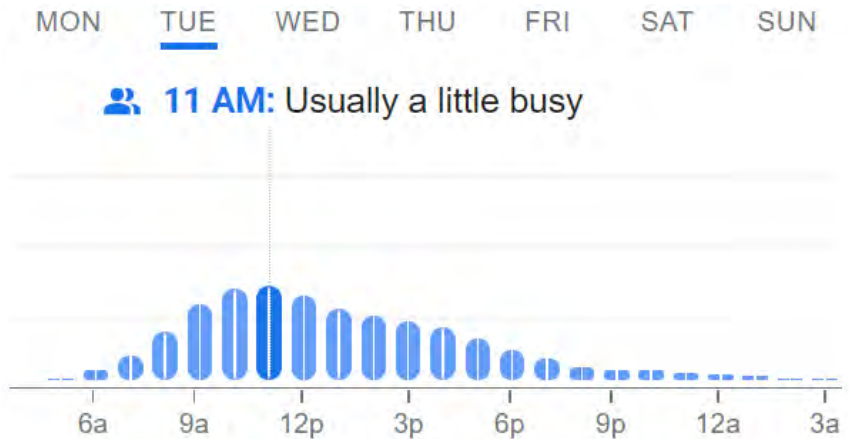 MON TUE WED THU FRI SAT SUN
11 AM: Usually a little busy
6a 9a 12p 3p 6p 9p 12a 3a